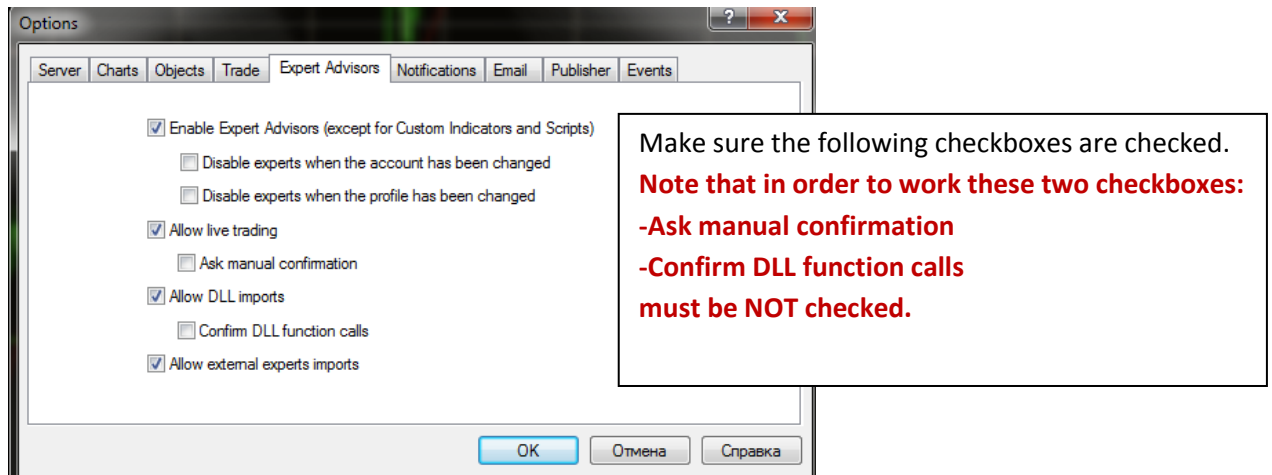 Options
?
x
Server Charts Objects Trade Expert Advisors Notifications Email Publisher Events
Enable Expert Advisors (except for Custom Indicators and Scripts)
Disable experts when the account has been changed
Disable experts when the profile has been changed
Allow live trading
Ask manual confirmation
Allow DLL imports
Confirm DLL function calls
Allow external experts imports
OK Отмена Справка
Make sure the following checkboxes are checked.
Note that in order to work these two checkboxes:
-Ask manual confirmation
-Confirm DLL function calls
must be NOT checked.